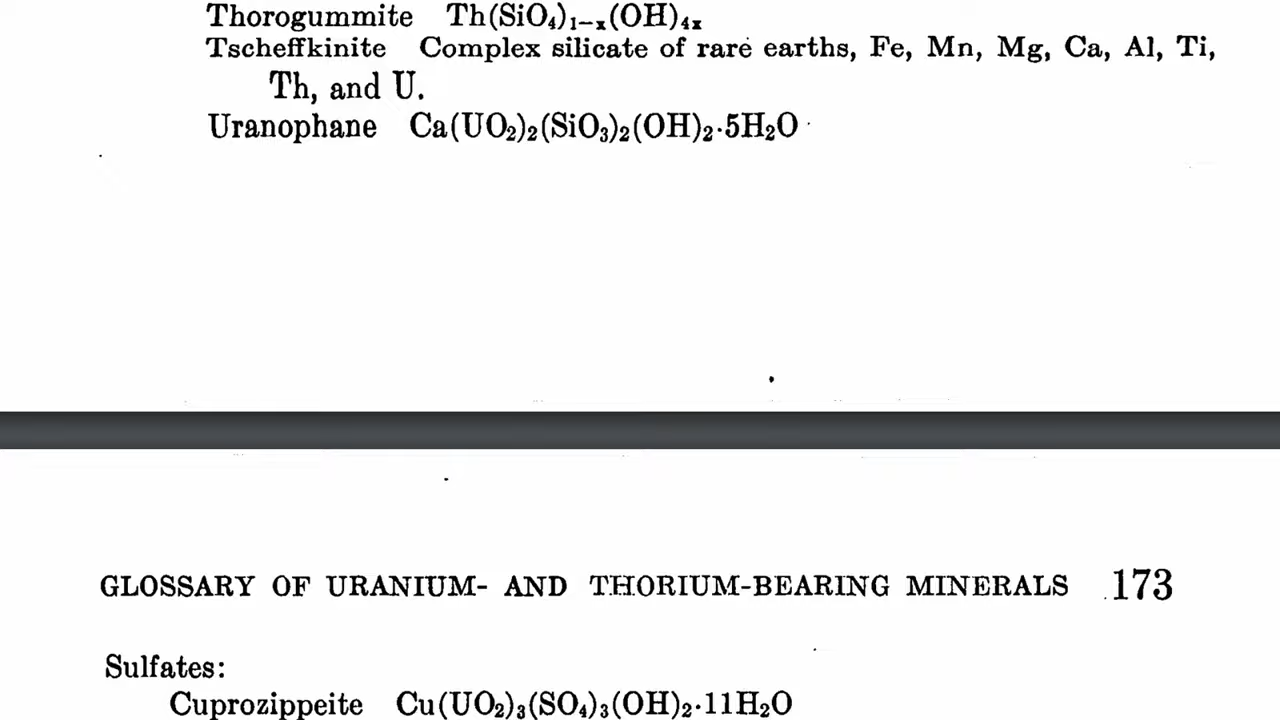 Thorogummite Th(SiO₄)₁₋ₓ(OH)₄ₓ
Tscheffkinite Complex silicate of rare earths, Fe, Mn, Mg, Ca, Al, Ti,
Th, and U.
Uranophane Ca(UO₂)₂(SiO₃)₂(OH)₂·5H₂O
GLOSSARY OF URANIUM- AND THORIUM-BEARING MINERALS 173
Sulfates:
Cuprozippeite Cu(UO₂)₃(SO₄)₃(OH)₂·11H₂O